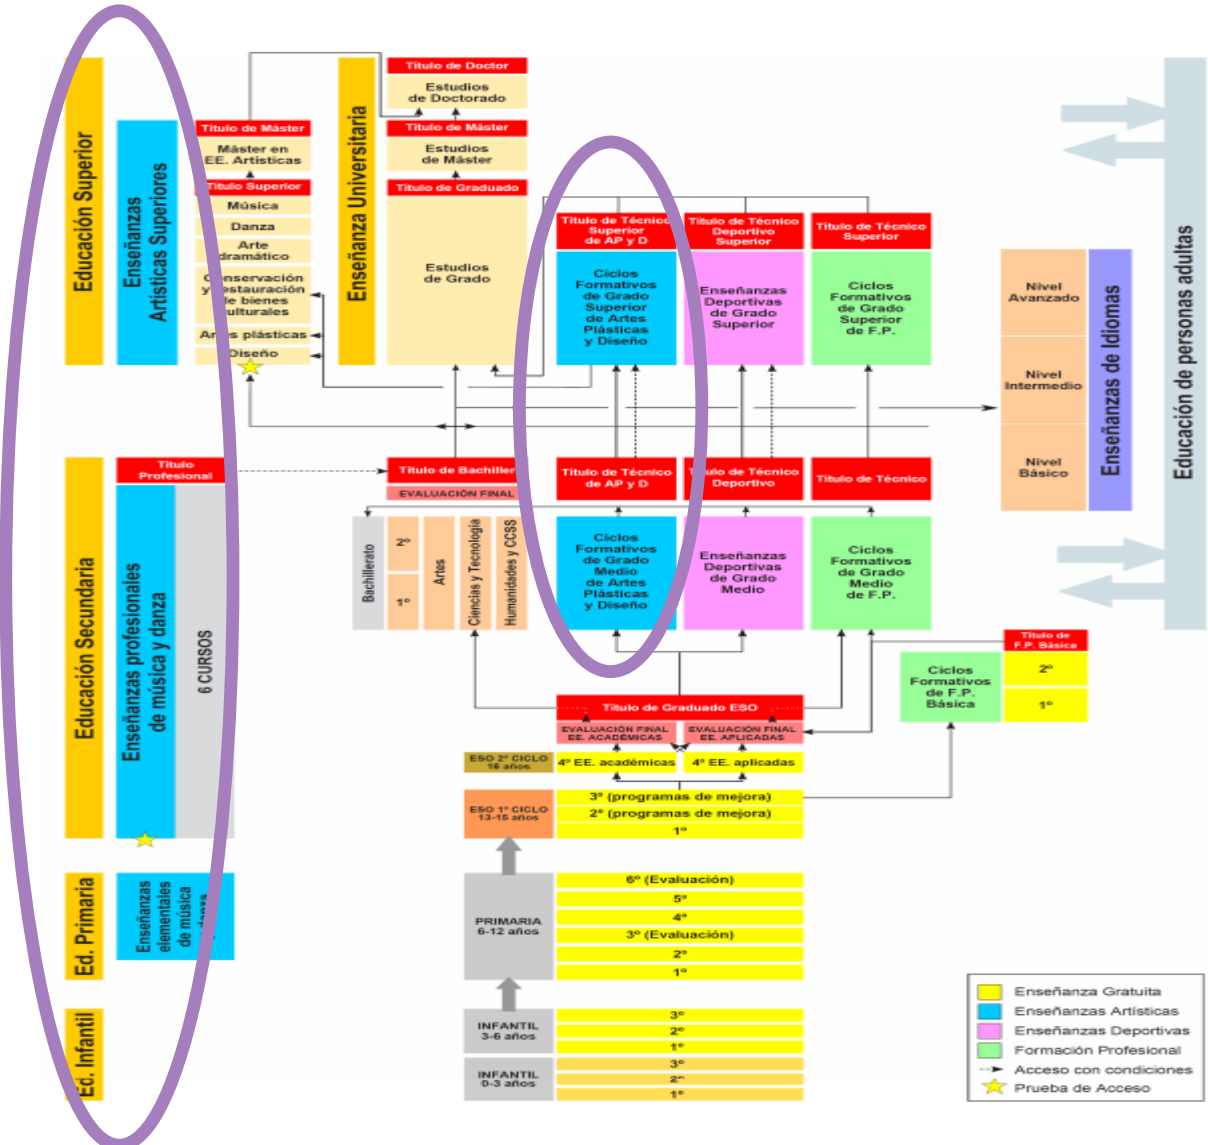 Educación Superior
Enseñanzas
Artísticas Superiores
Título de Máster
Máster en
EE. Artísticas
Título Superior
Música
Danza
Arte
dramático
Conservación
y restauración
de bienes
culturales
Artes plásticas
Diseño
Enseñanza Universitaria
Título de Doctor
Estudios
de Doctorado
Título de Máster
Estudios
de Máster
Título de Graduado
Estudios
de Grado
Título de Técnico
Superior
de AP y D
Ciclos
Formativos
de Grado
Superior
de Artes
Plásticas
y Diseño
Título de Técnico
Deportivo
Superior
Enseñanzas
Deportivas
de Grado
Superior
Título de Técnico
Superior
Ciclos
Formativos
de Grado
Superior
de F.P.
Nivel
Avanzado
Nivel
Intermedio
Nivel
Básico
Enseñanzas de Idiomas
Educación de personas adultas
Educación Secundaria
Título
Profesional
Enseñanzas profesionales
de música y danza
6 CURSOS
Título de Bachiller
EVALUACIÓN FINAL
Bachillerato
2º
1º
Artes
Ciencias y Tecnología
Humanidades y CCSS
Título de Técnico
de AP y D
Ciclos
Formativos
de Grado
Medio
de Artes
Plásticas
y Diseño
Título de Técnico
Deportivo
Enseñanzas
Deportivas
de Grado
Medio
Título de Técnico
Ciclos
Formativos
de Grado
Medio
de F.P.
Título de
F.P. Básica
Ciclos
Formativos
de F.P.
Básica
2º
1º
Título de Graduado ESO
EVALUACIÓN FINAL
EE. ACADÉMICAS
EVALUACIÓN FINAL
EE. APLICADAS
ESO 2º CICLO
16 años
4º EE. académicas
4º EE. aplicadas
ESO 1º CICLO
13-15 años
3º (programas de mejora)
2º (programas de mejora)
1º
Ed. Primaria
Enseñanzas
elementales
de música
y danza
PRIMARIA
6-12 años
6º (Evaluación)
5º
4º
3º (Evaluación)
2º
1º
Ed. Infantil
INFANTIL
3-6 años
3º
2º
1º
INFANTIL
0-3 años
3º
2º
1º
Enseñanza Gratuita
Enseñanzas Artísticas
Enseñanzas Deportivas
Formación Profesional
Acceso con condiciones
Prueba de Acceso